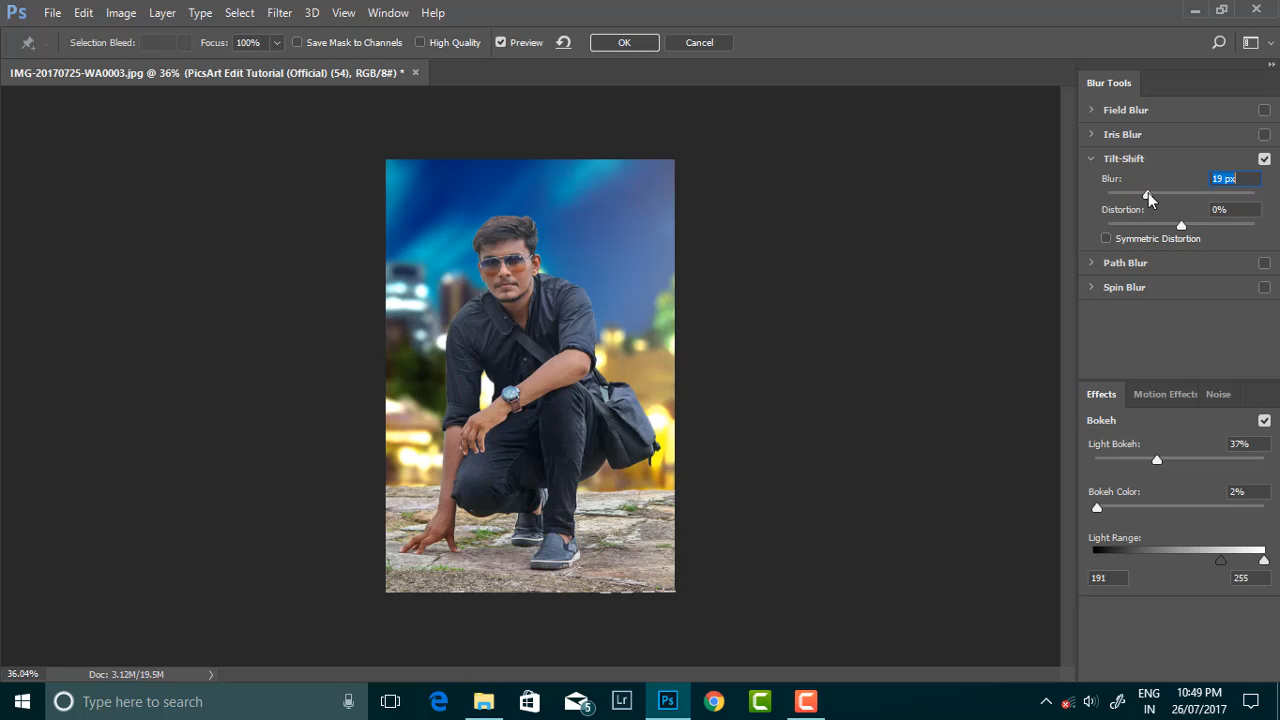 Ps File Edit Image Layer Type Select Filter 3D View Window Help
Selection Bleed: Focus: 100% Save Mask to Channels High Quality Preview OK Cancel
IMG-20170725-WA0003.jpg @ 36% (PicsArt Edit Tutorial (Official) (54), RGB/8#) *
Blur Tools
Field Blur
Iris Blur
Tilt-Shift
Blur: 19 px
Distortion: 0%
Symmetric Distortion
Path Blur
Spin Blur
Effects Motion Effects Noise
Bokeh
Light Bokeh: 37%
Bokeh Color: 2%
Light Range:
191 255
36.04% Doc: 3.12M/19.5M
Type here to search
5
Lr
Ps
C
C
ENG
IN
10:49 PM
26/07/2017